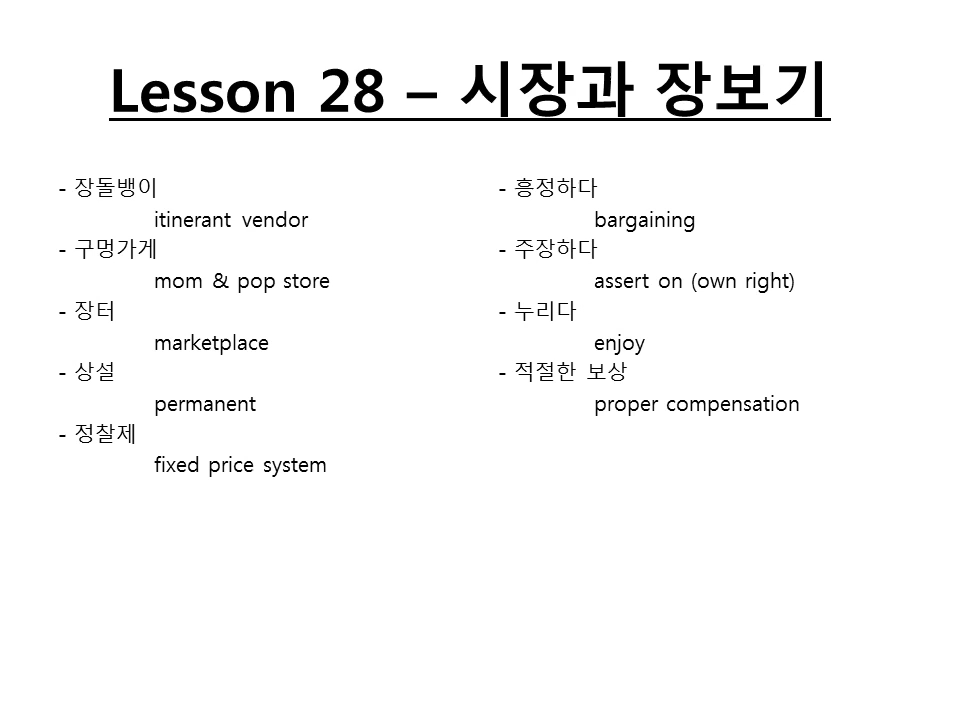 Lesson 28 – 시장과 장보기
- 장돌뱅이
itinerant vendor
- 구멍가게
mom & pop store
- 장터
marketplace
- 상설
permanent
- 정찰제
fixed price system
- 흥정하다
bargaining
- 주장하다
assert on (own right)
- 누리다
enjoy
- 적절한 보상
proper compensation